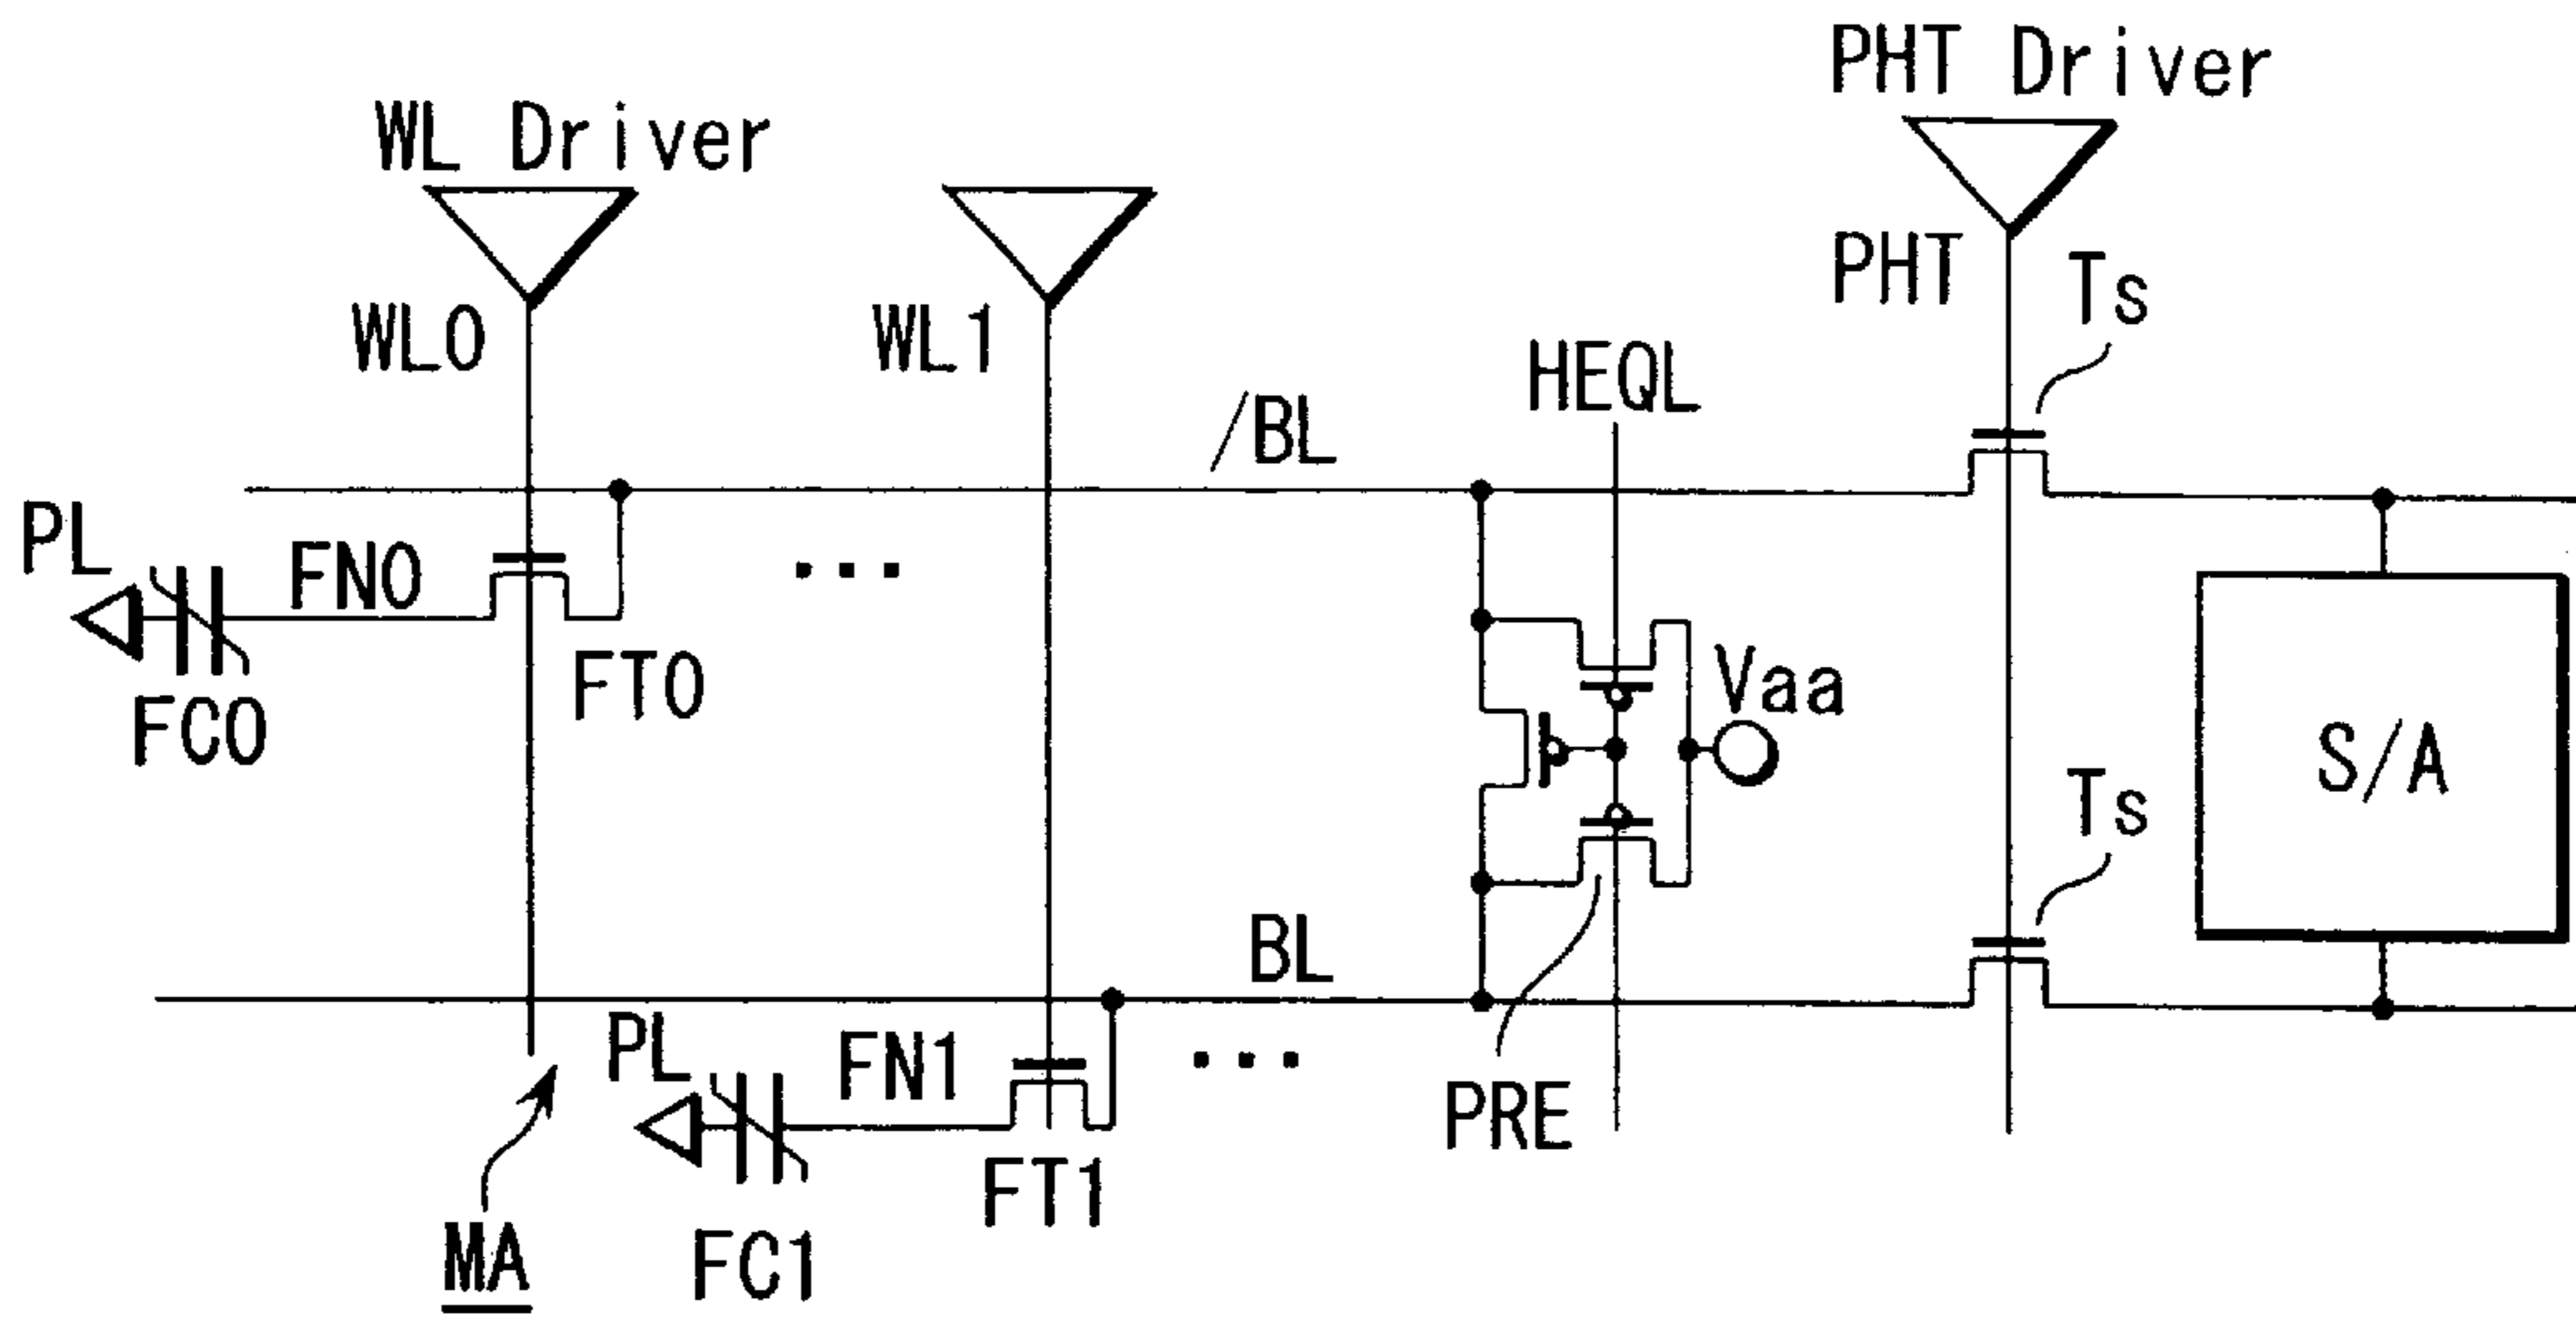 PHT Driver
WL Driver
PHT
Ts
WL0
WL1
HEQL
/BL
PL
FN0
FT0
Vaa
FC0
S/A
Ts
BL
PL
FN1
PRE
FT1
MA
FC1